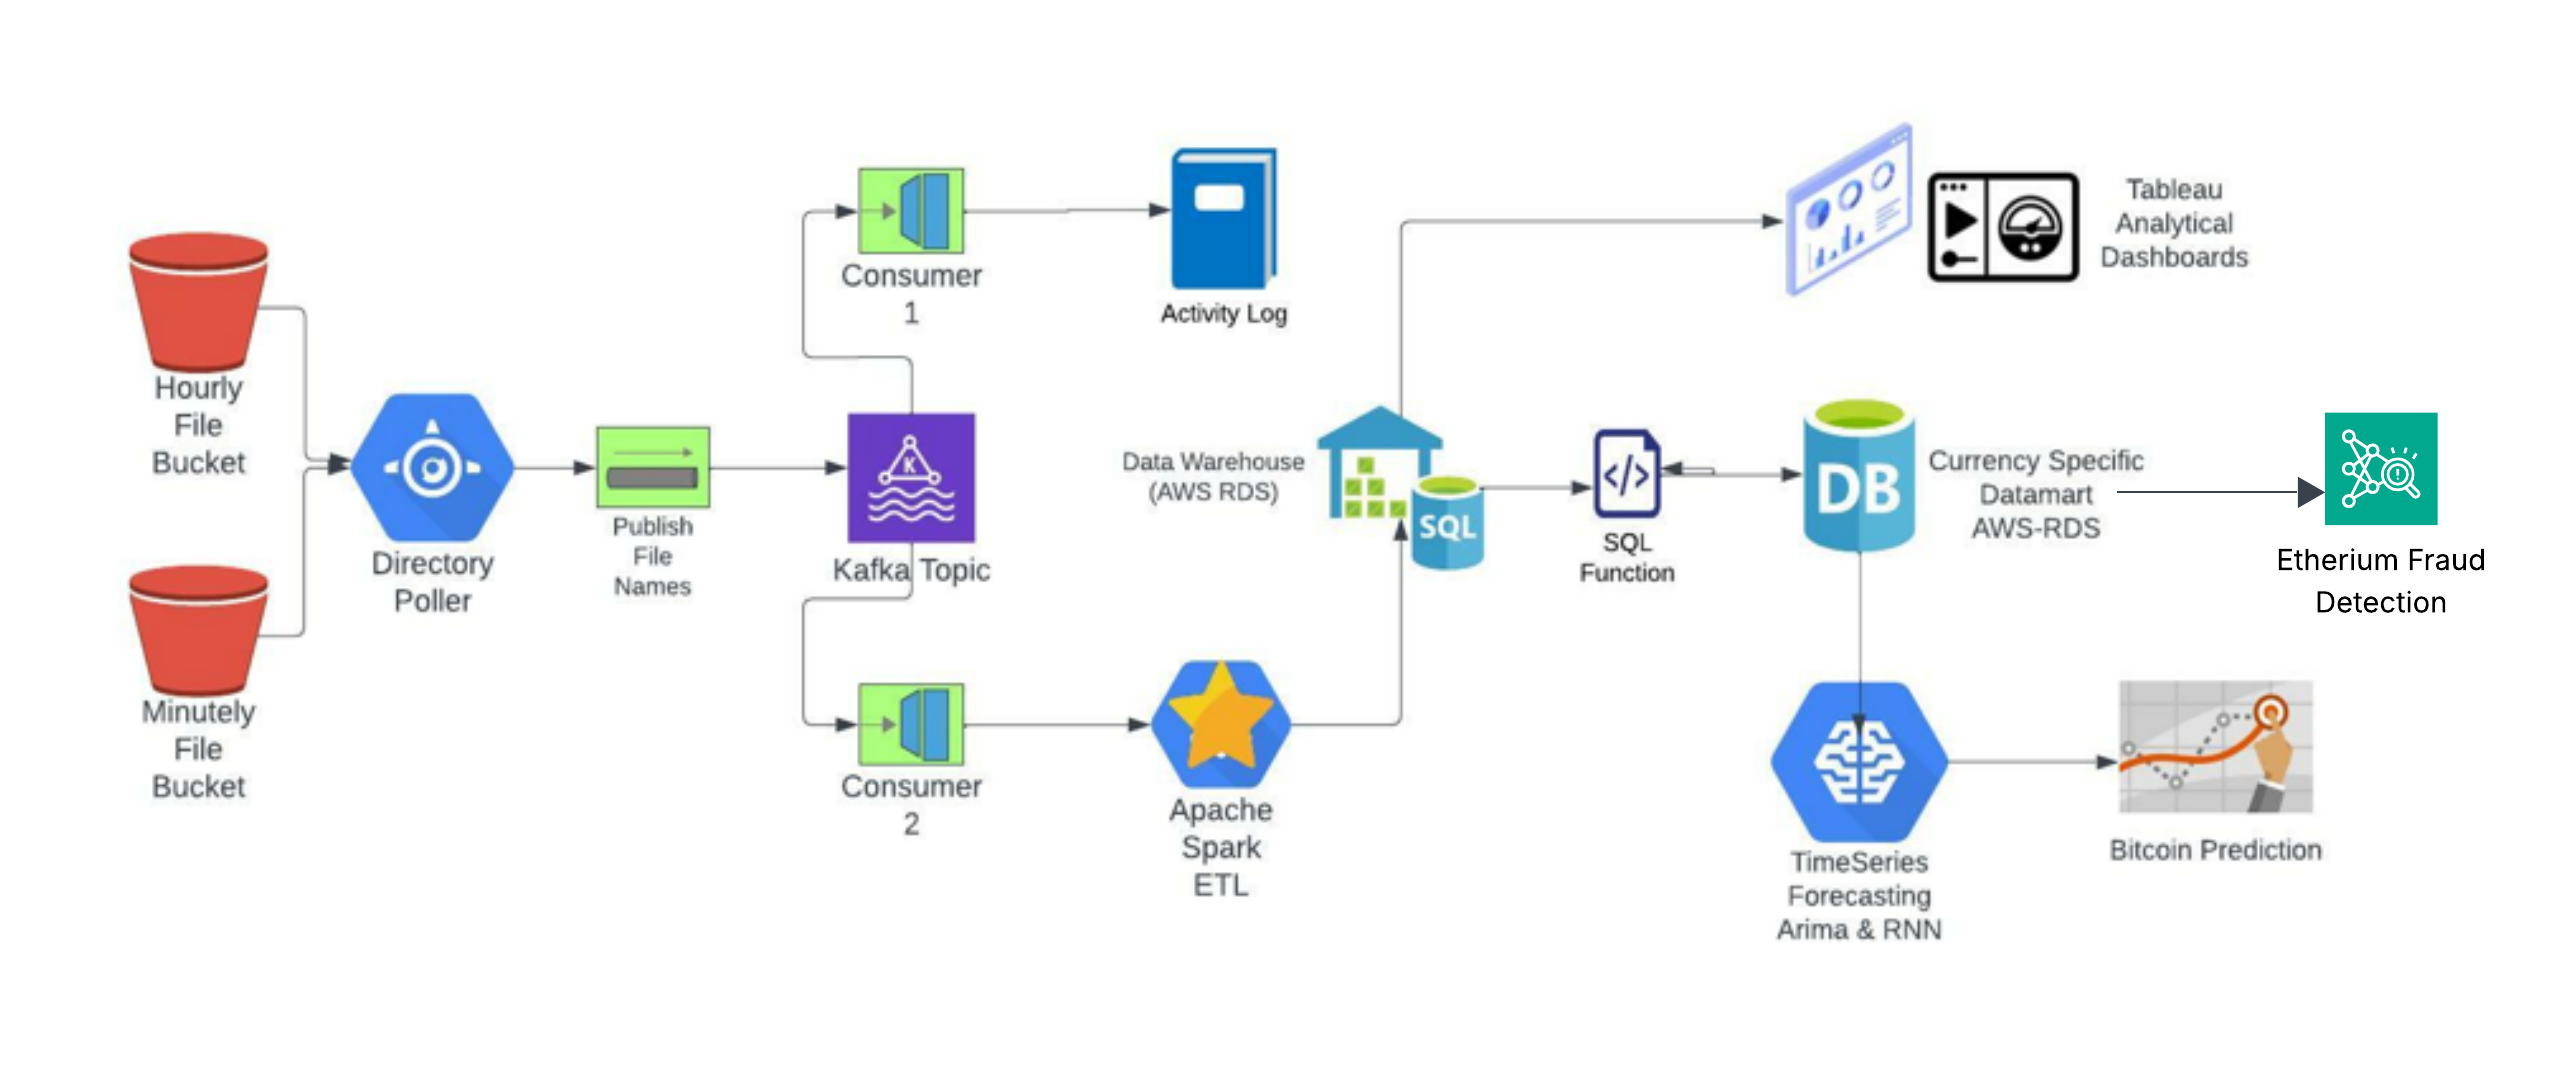 Hourly
File
Bucket
Minutely
File
Bucket
Directory
Poller
Publish
File
Names
K
Kafka Topic
Consumer
1
Activity Log
Consumer
2
Apache
Spark
ETL
Data Warehouse
(AWS RDS)
SQL
</>
SQL
Function
Tableau
Analytical
Dashboards
DB
Currency Specific
Datamart
AWS-RDS
Etherium Fraud
Detection
TimeSeries
Forecasting
Arima & RNN
Bitcoin Prediction